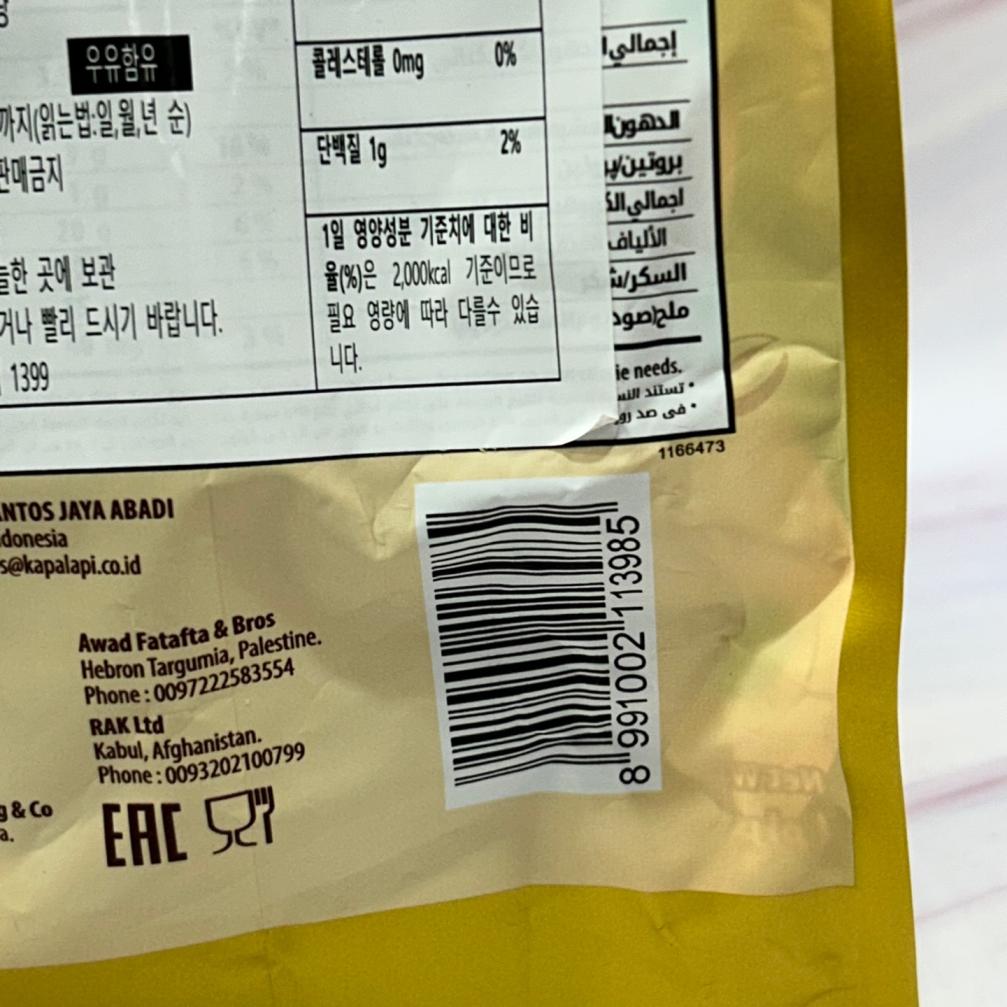 우유함유
까지(읽는법:일,월,년 순)
판매금지
한 곳에 보관
거나 빨리 드시기 바랍니다.
1399
콜레스테롤 0mg 0%
단백질 1g 2%
1일 영양성분 기준치에 대한 비
율(%)은 2,000kcal 기준이므로
필요 영량에 따라 다를수 있습
니다.
إجمالي
الدهون
بروتين
اجمالي
الألياف
السكر
ملح
ie needs.
تستند
في صد
1166473
NTOS JAYA ABADI
donesia
s@kapalapi.co.id
Awad Fatafta & Bros
Hebron Targumia, Palestine.
Phone : 0097222583554
RAK Ltd
Kabul, Afghanistan.
Phone : 0093202100799
& Co
a.
EAC
8 991002 113985